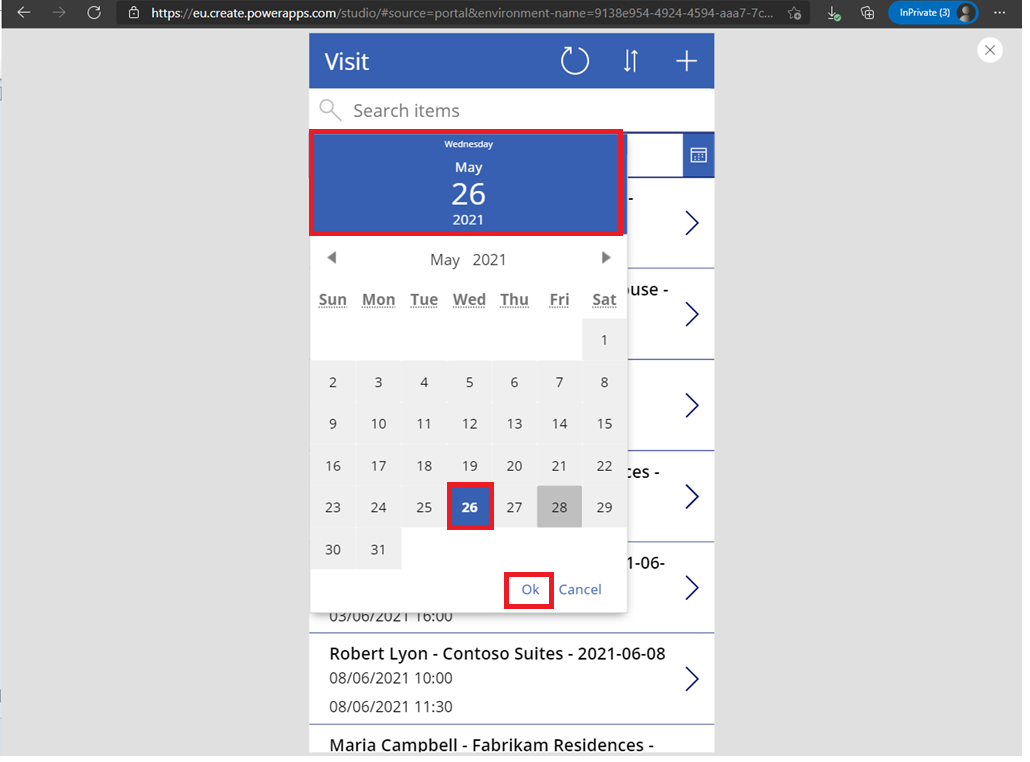 https://eu.create.powerapps.com/studio/#source=portal&environment-name=9138e954-4924-4594-aaa7-7c...
InPrivate (3)
Visit
Search items
Wednesday
May
26
2021
-
May 2021
Sun Mon Tue Wed Thu Fri Sat
use -
1
2 3 4 5 6 7 8
9 10 11 12 13 14 15
16 17 18 19 20 21 22
ces -
23 24 25 26 27 28 29
30 31
1-06-
Ok Cancel
03/06/2021 16:00
Robert Lyon - Contoso Suites - 2021-06-08
08/06/2021 10:00
08/06/2021 11:30
Maria Campbell - Fabrikam Residences -